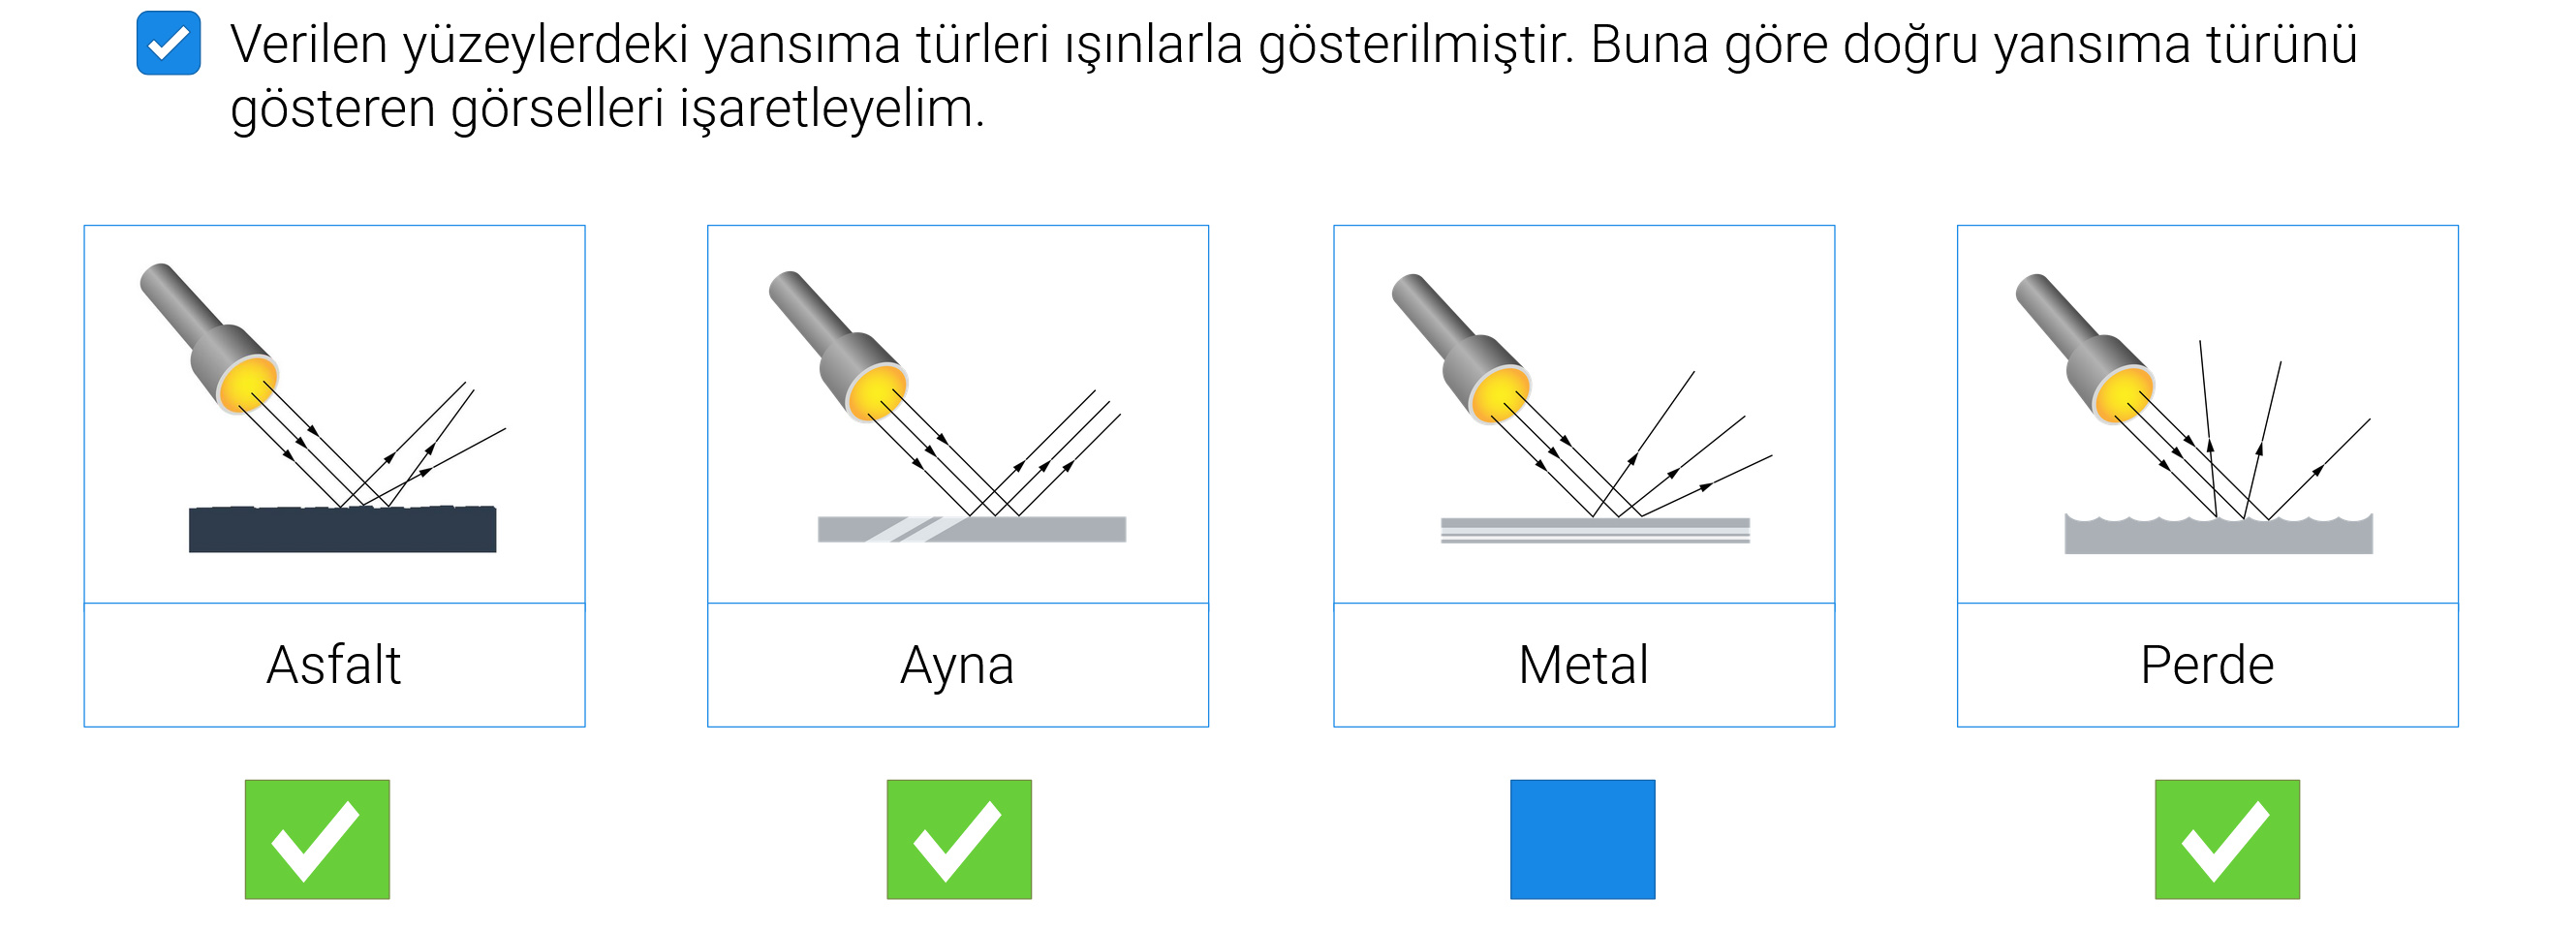 Verilen yüzeylerdeki yansıma türleri ışınlarla gösterilmiştir. Buna göre doğru yansıma türünü
gösteren görselleri işaretleyelim.
Asfalt
Ayna
Metal
Perde